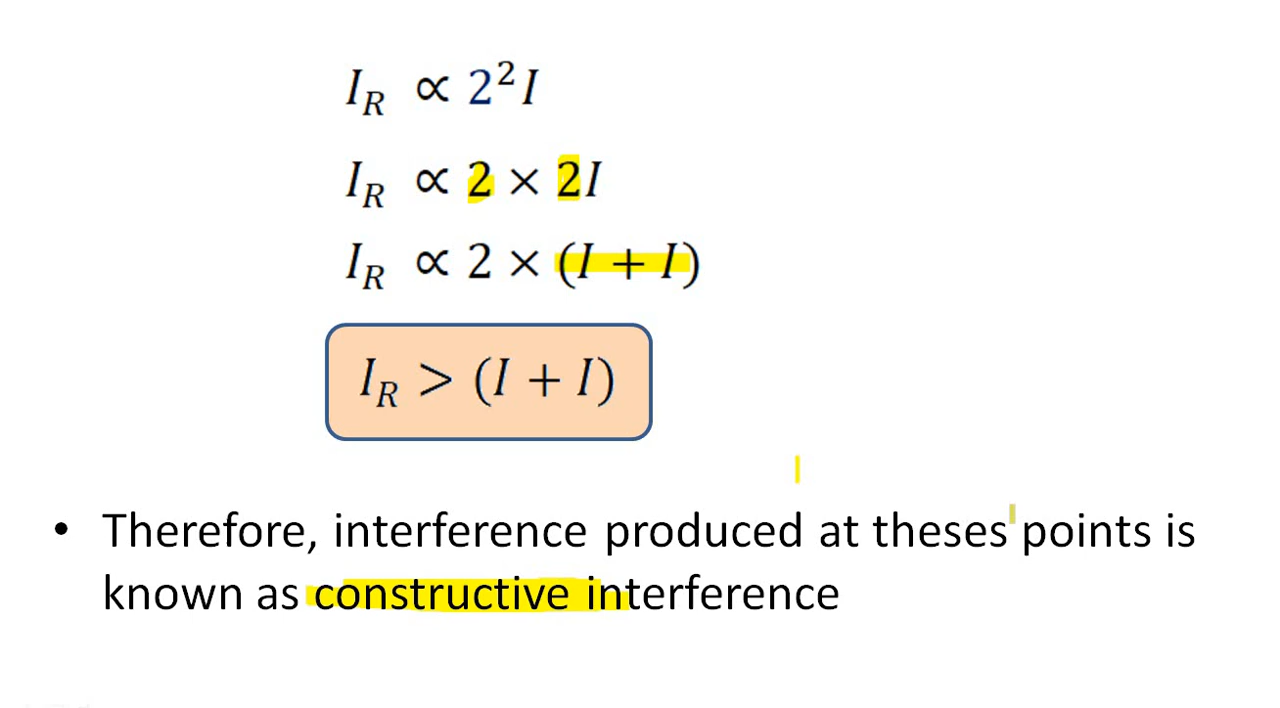 I_R ∝ 2²I
I_R ∝ 2 × 2I
I_R ∝ 2 × (I + I)
I_R > (I + I)
• Therefore, interference produced at theses points is
known as constructive interference